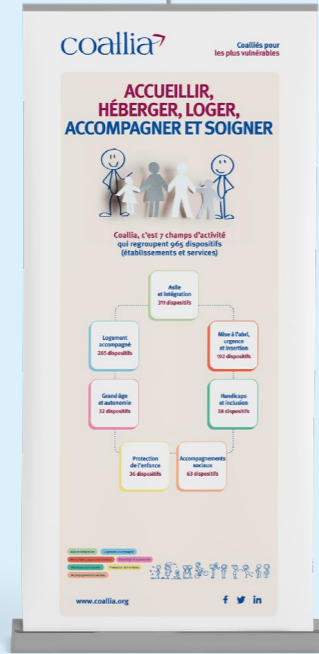 coallia
Coalliés pour
les plus vulnérables
ACCUEILLIR,
HÉBERGER, LOGER,
ACCOMPAGNER ET SOIGNER
Coallia, c'est 7 champs d'activité
qui regroupent 965 dispositifs
(établissements et services)
Asile
et intégration
311 dispositifs
Logement
accompagné
265 dispositifs
Mise à l'abri,
urgence
et insertion
192 dispositifs
Grand âge
et autonomie
32 dispositifs
Handicaps
et inclusion
Protection
de l'enfance
36 dispositifs
Accompagnements
sociaux
63 dispositifs
www.coallia.org
f
in